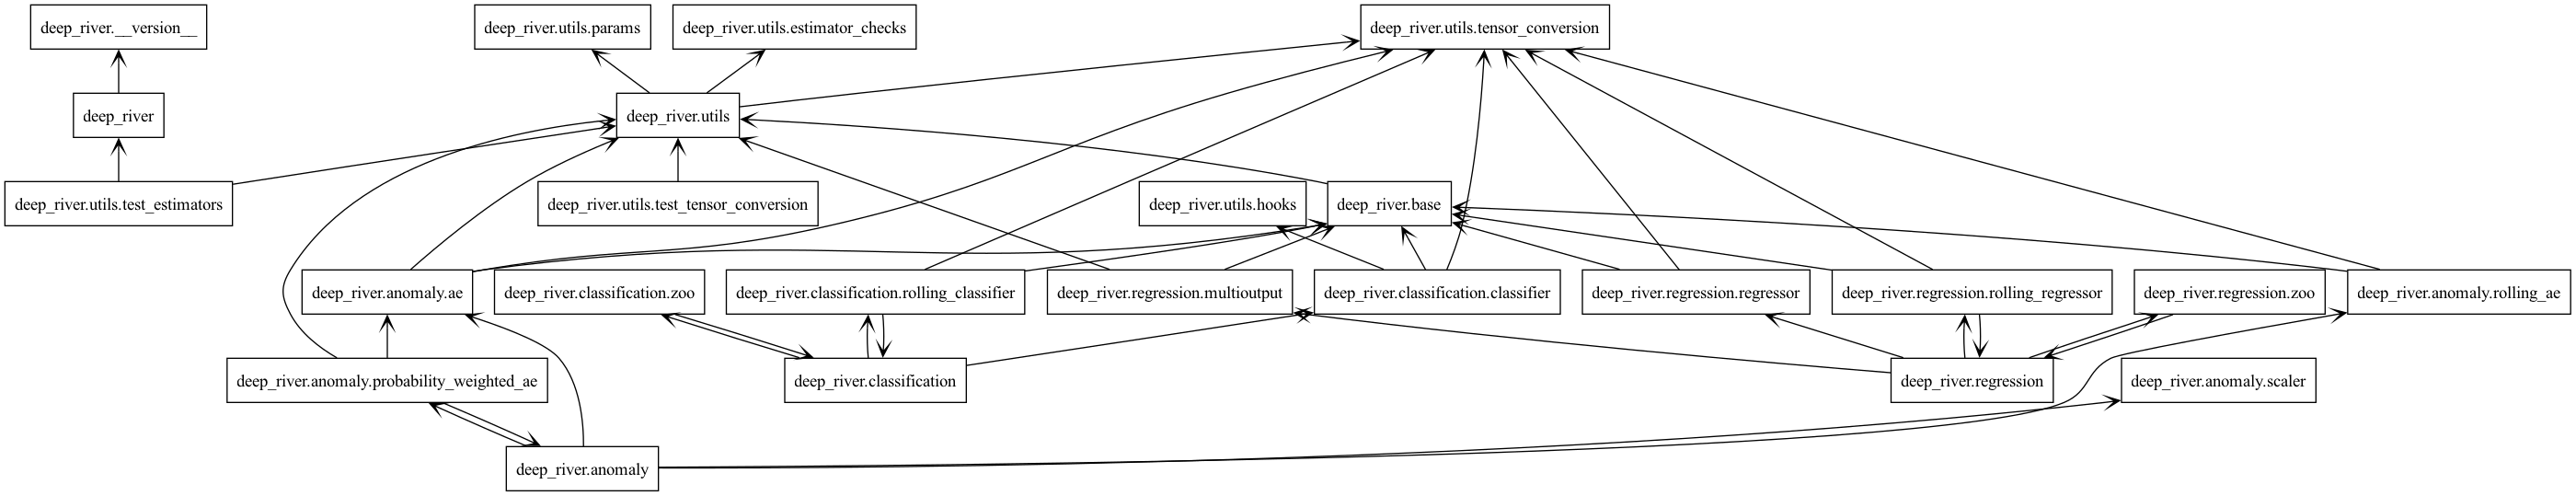 deep_river.__version__
deep_river.utils.params
deep_river.utils.estimator_checks
deep_river.utils.tensor_conversion
deep_river
deep_river.utils
deep_river.utils.test_estimators
deep_river.utils.test_tensor_conversion
deep_river.utils.hooks
deep_river.base
deep_river.anomaly.ae
deep_river.classification.zoo
deep_river.classification.rolling_classifier
deep_river.regression.multioutput
deep_river.classification.classifier
deep_river.regression.regressor
deep_river.regression.rolling_regressor
deep_river.regression.zoo
deep_river.anomaly.rolling_ae
deep_river.anomaly.probability_weighted_ae
deep_river.classification
deep_river.regression
deep_river.anomaly.scaler
deep_river.anomaly